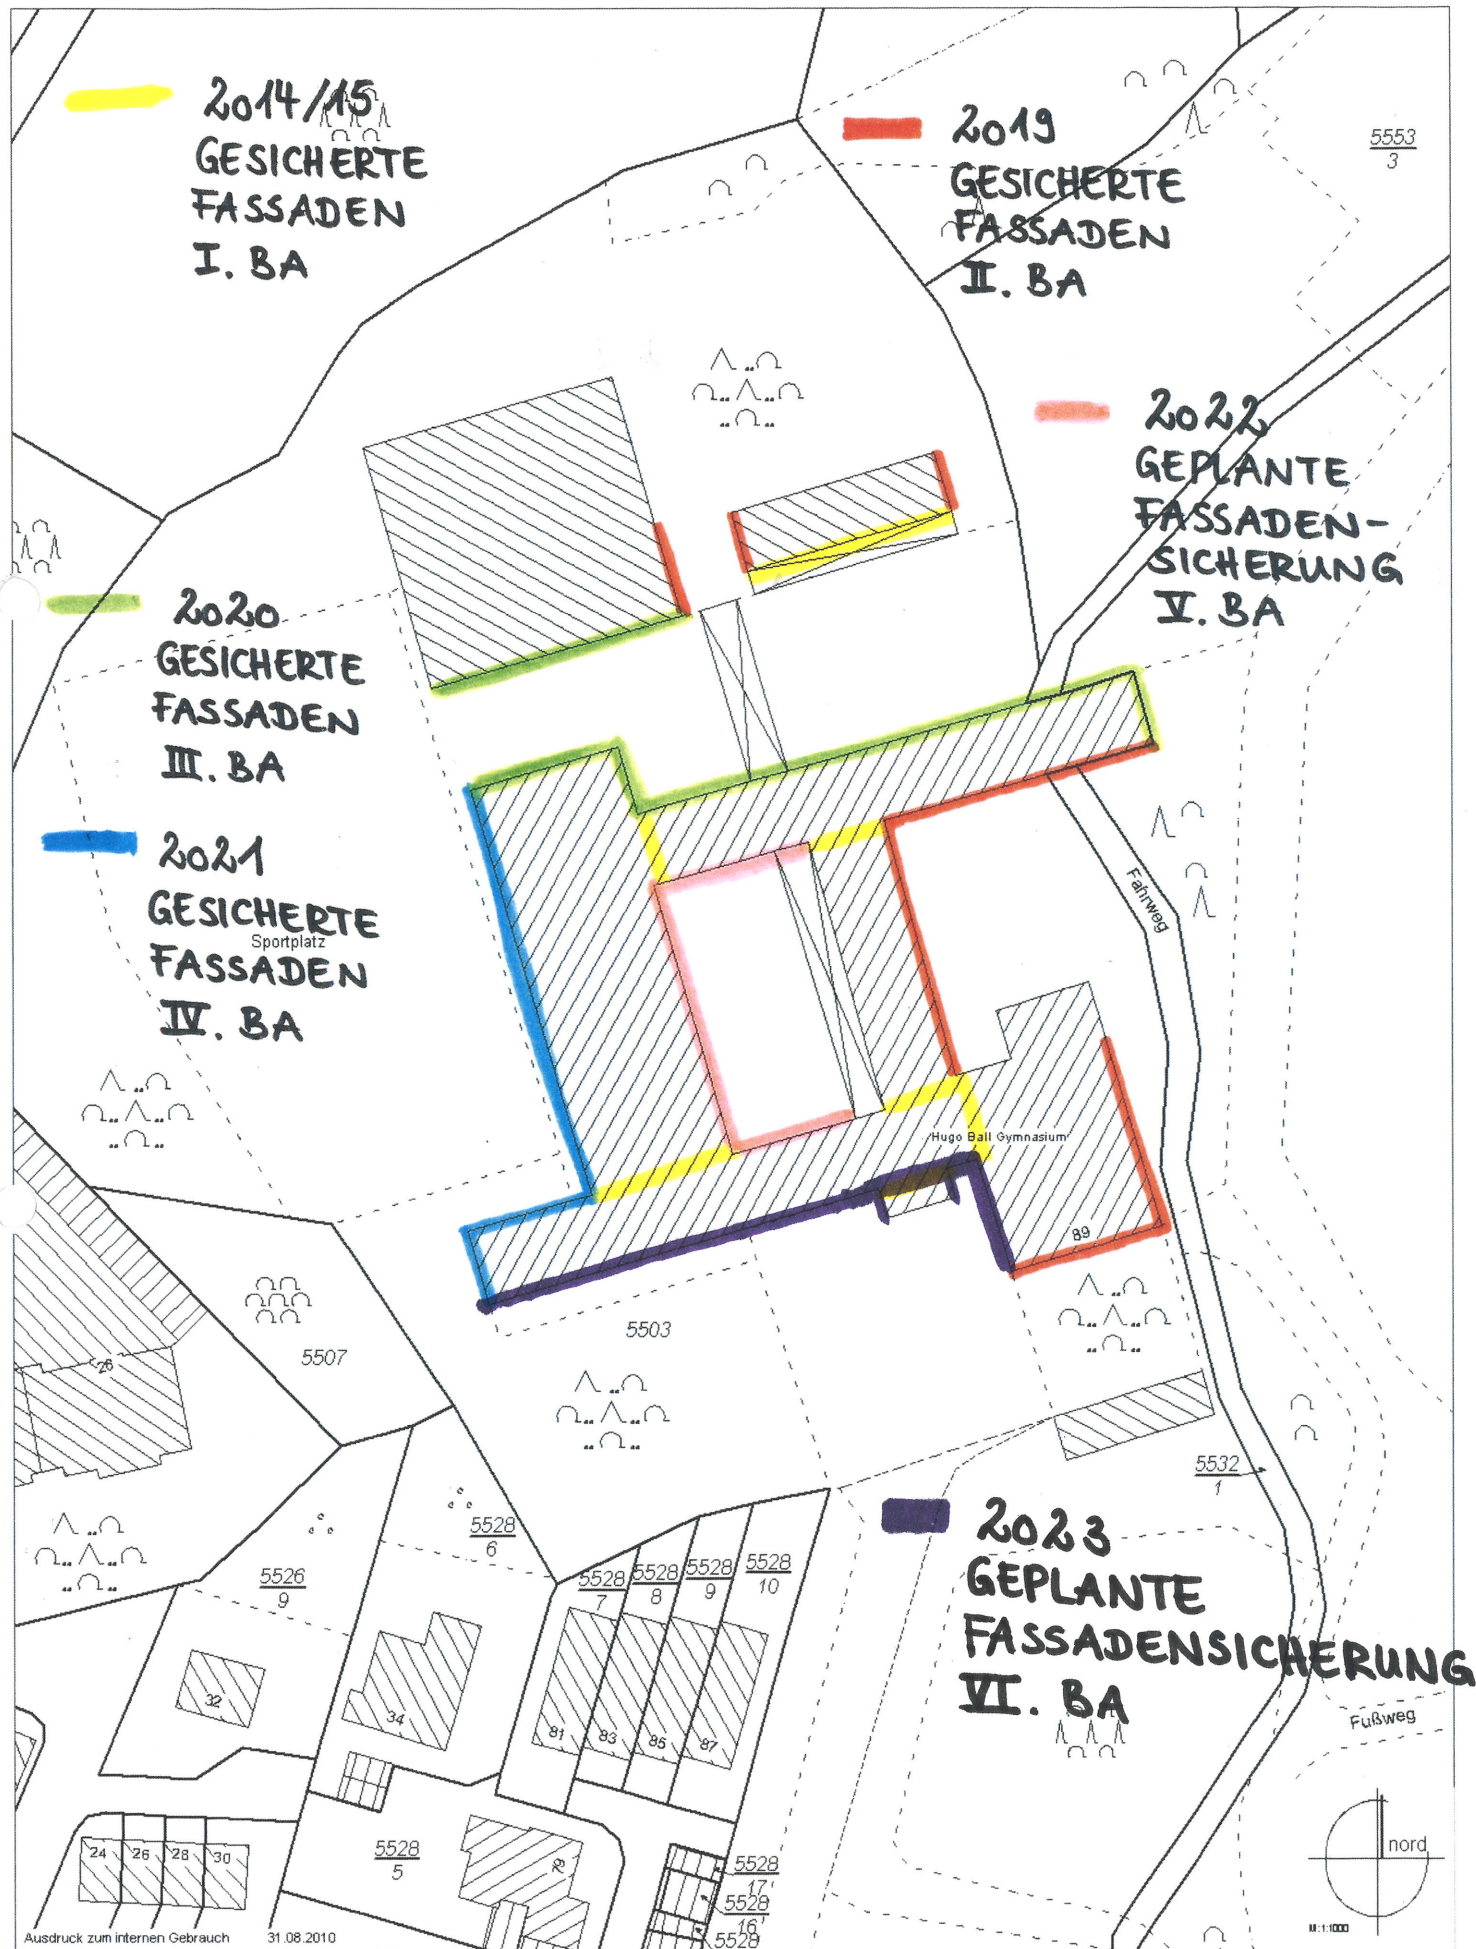 2014/15
GESICHERTE
FASSADEN
I. BA
2019
GESICHERTE
FASSADEN
II. BA
5553
3
2022
GEPLANTE
FASSADEN-
SICHERUNG
V. BA
2020
GESICHERTE
FASSADEN
III. BA
2021
GESICHERTE
Sportplatz
FASSADEN
IV. BA
Fahrweg
Hugo Ball Gymnasium
89
5503
5507
26
5532
1
2023
GEPLANTE
FASSADENSICHERUNG
VI. BA
5528
6
5526
9
5528
7
5528
8
5528
9
5528
10
32
34
81
83
85
87
Fußweg
24
26
28
30
5528
5
79
5528
17
5528
16
5528
nord
M:1:1000
Ausdruck zum internen Gebrauch 31.08.2010